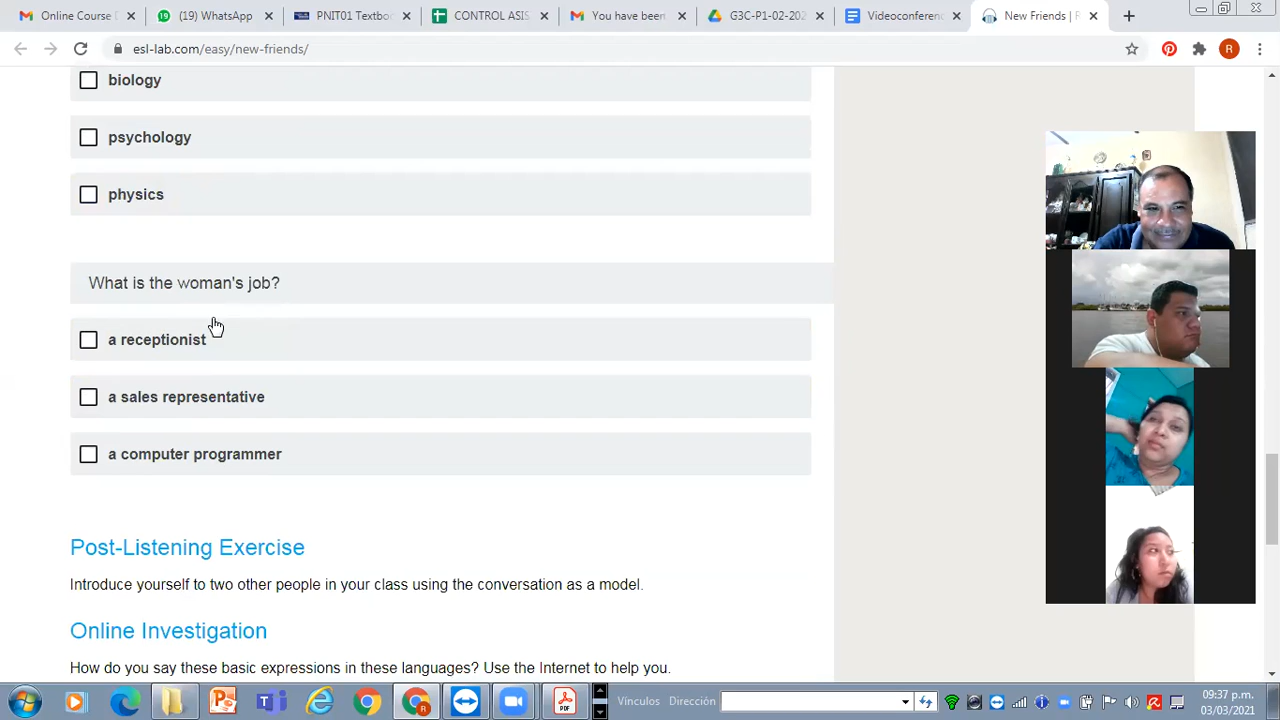 Online Course D
(19) WhatsApp
PNIT01 Textbo
CONTROL ASIS
You have been
G3C-P1-02-202
Videoconferen
New Friends | R
esl-lab.com/easy/new-friends/
R
biology
psychology
physics
What is the woman's job?
a receptionist
a sales representative
a computer programmer
Post-Listening Exercise
Introduce yourself to two other people in your class using the conversation as a model.
Online Investigation
How do you say these basic expressions in these languages? Use the Internet to help you.
Vínculos Dirección
09:37 p.m.
03/03/2021